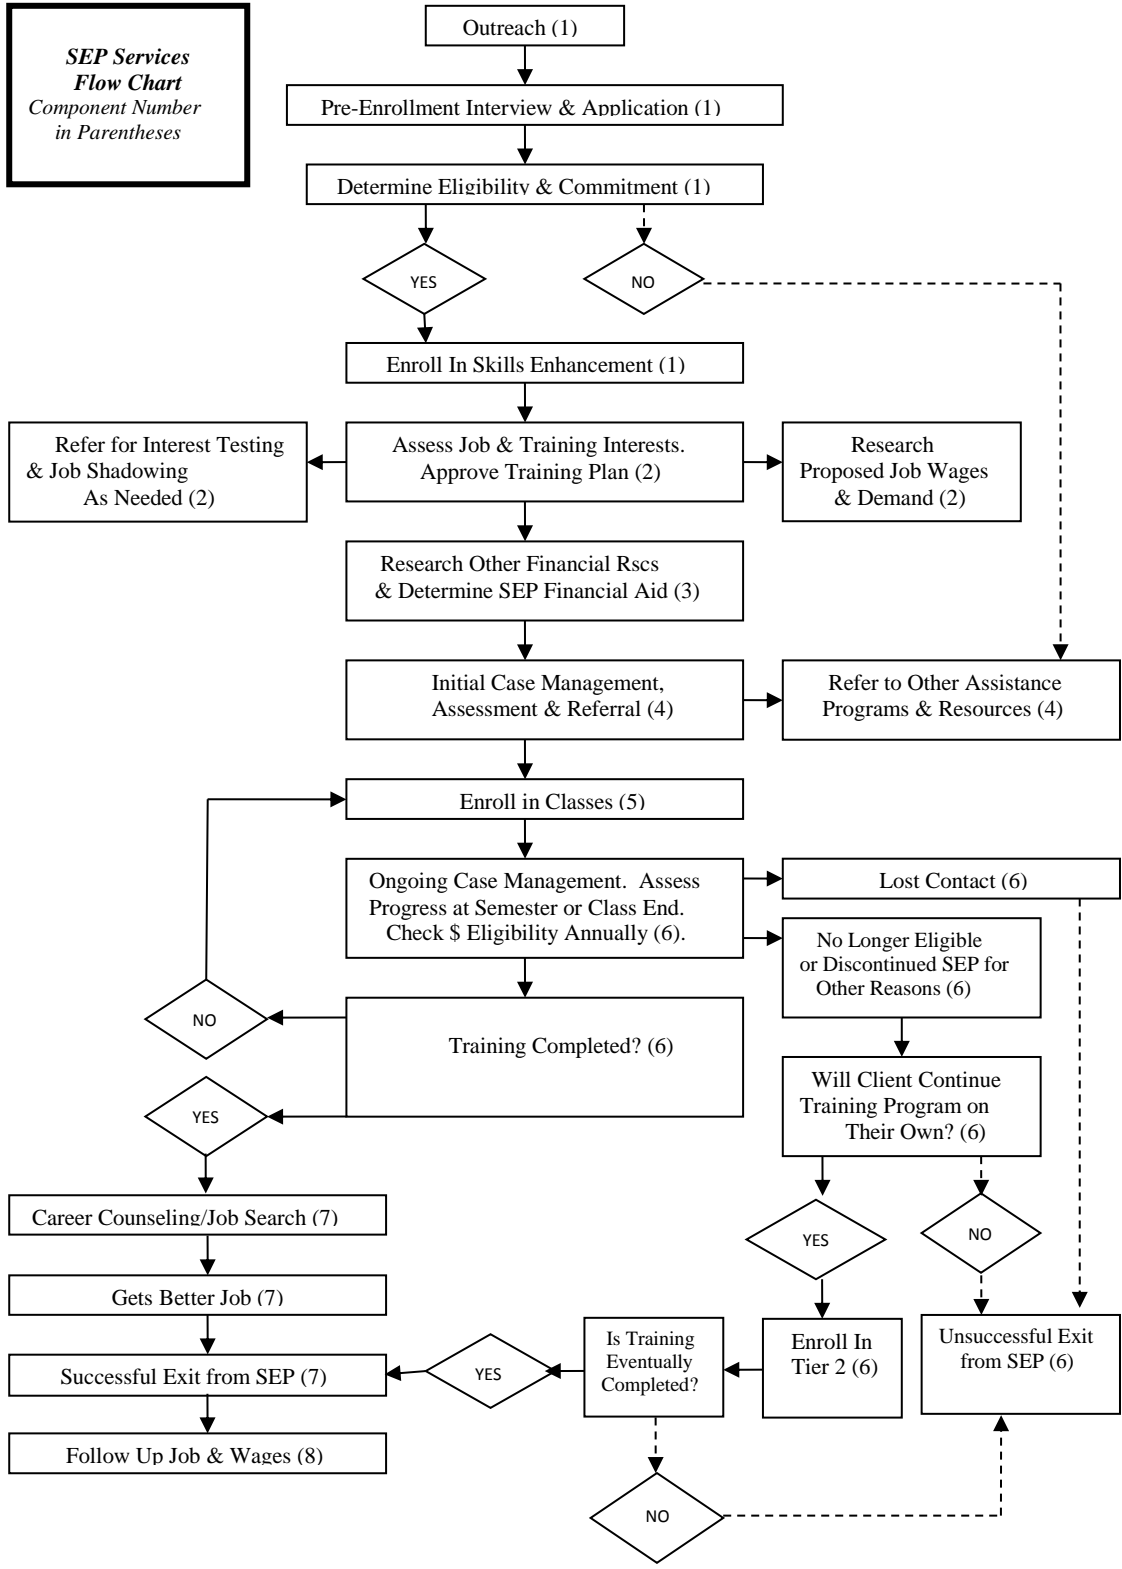 SEP Services
Flow Chart
Component Number
in Parentheses
Outreach (1)
Pre-Enrollment Interview & Application (1)
Determine Eligibility & Commitment (1)
YES
NO
Enroll In Skills Enhancement (1)
Refer for Interest Testing
& Job Shadowing
As Needed (2)
Assess Job & Training Interests.
Approve Training Plan (2)
Research
Proposed Job Wages
& Demand (2)
Research Other Financial Rscs
& Determine SEP Financial Aid (3)
Initial Case Management,
Assessment & Referral (4)
Refer to Other Assistance
Programs & Resources (4)
Enroll in Classes (5)
Ongoing Case Management.  Assess
Progress at Semester or Class End.
Check $ Eligibility Annually (6).
Lost Contact (6)
No Longer Eligible
or Discontinued SEP for
Other Reasons (6)
NO
Training Completed? (6)
YES
Will Client Continue
Training Program on
Their Own? (6)
Career Counseling/Job Search (7)
YES
NO
Gets Better Job (7)
Successful Exit from SEP (7)
YES
Is Training
Eventually
Completed?
Enroll In
Tier 2 (6)
Unsuccessful Exit
from SEP (6)
Follow Up Job & Wages (8)
NO